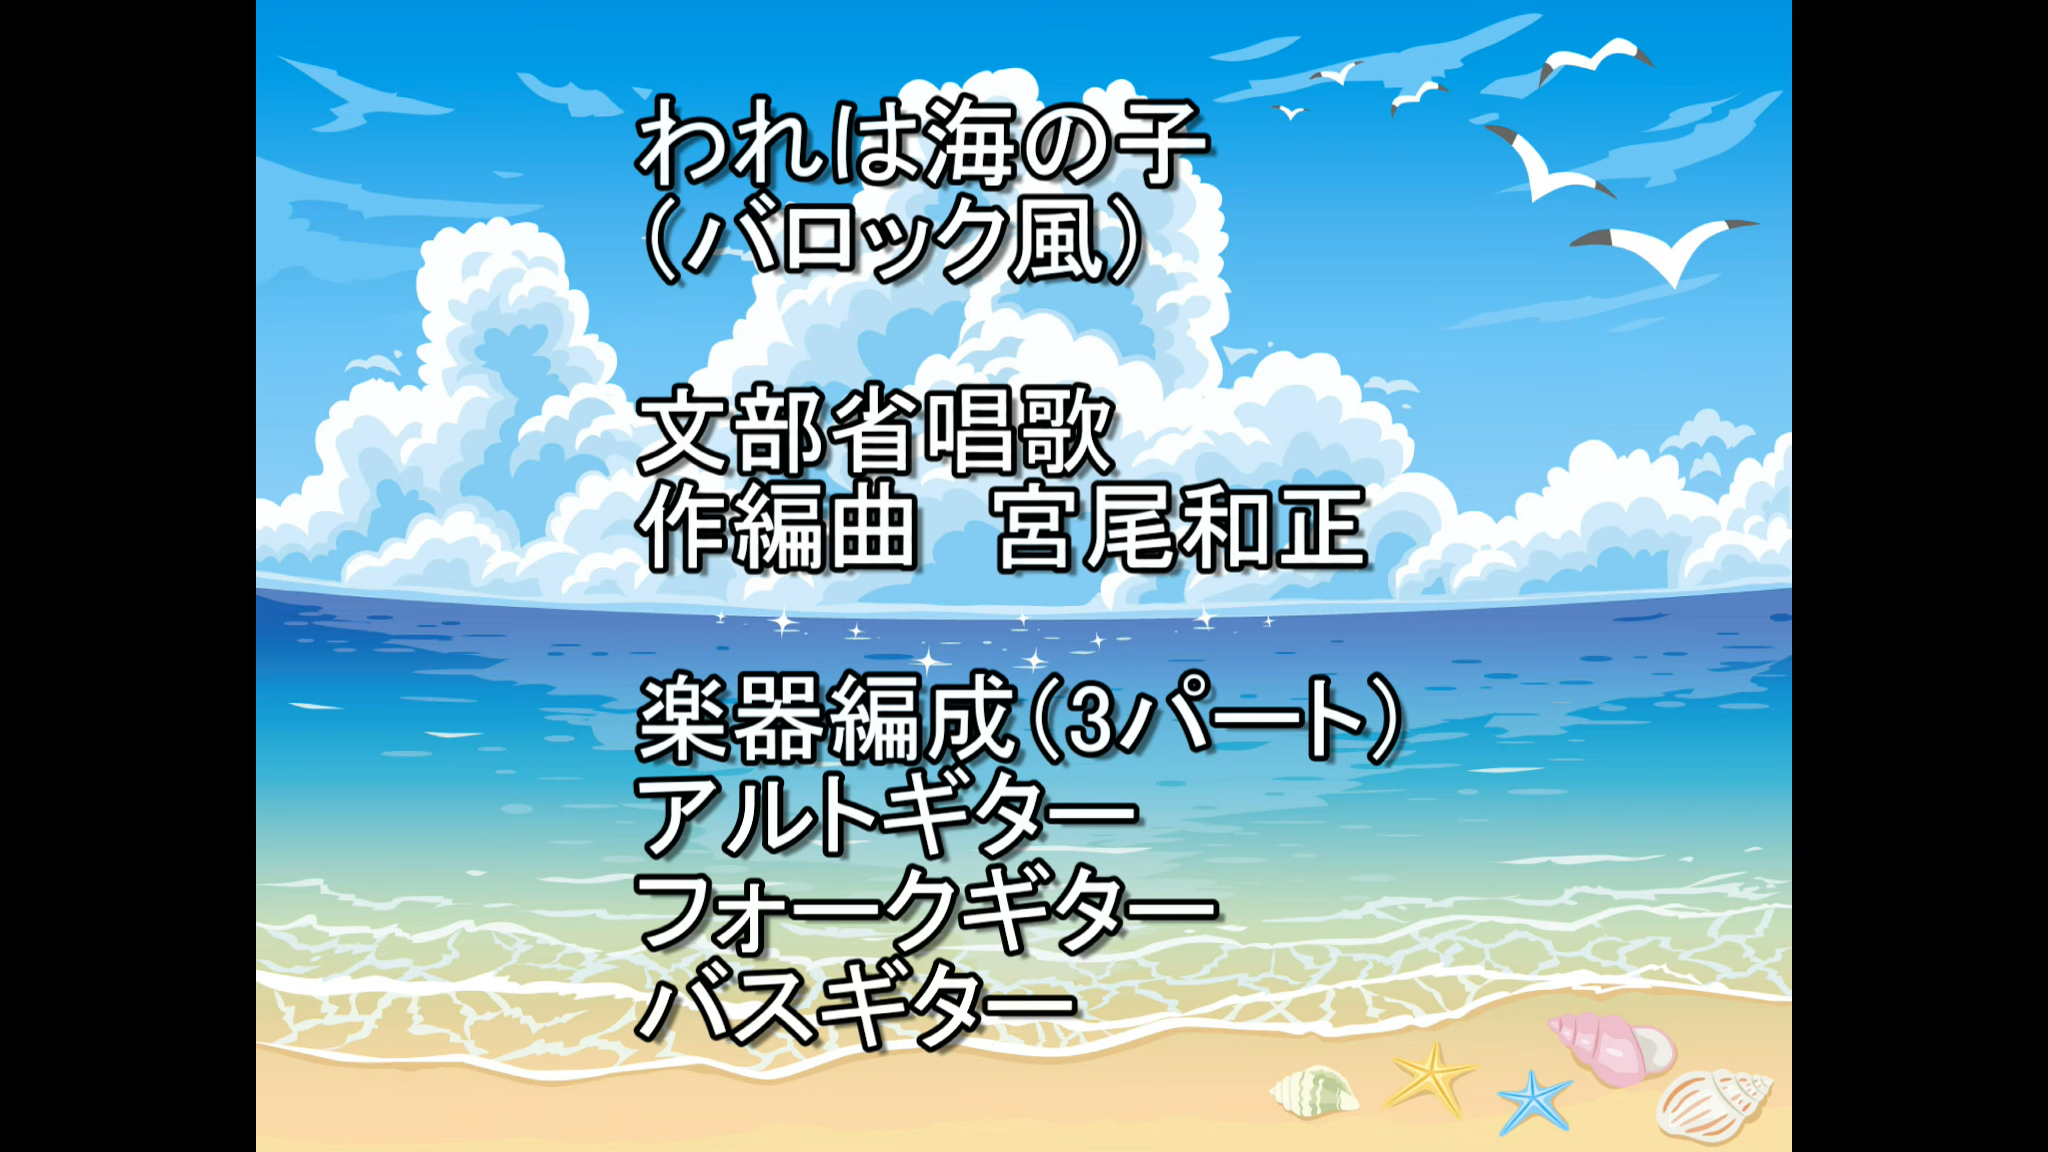 われは海の子
（バロック風）
文部省唱歌
作編曲　宮尾和正
楽器編成（3パート）
アルトギター
フォークギター
バスギター